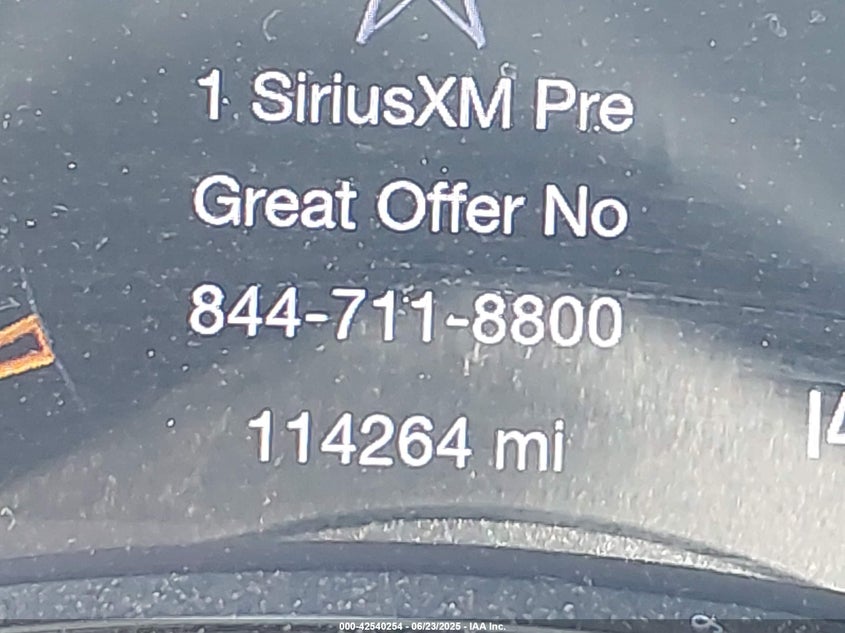 1 SiriusXM Pre
Great Offer No
844-711-8800
114264 mi
000-42540254 - 06/23/2025 - IAA Inc.